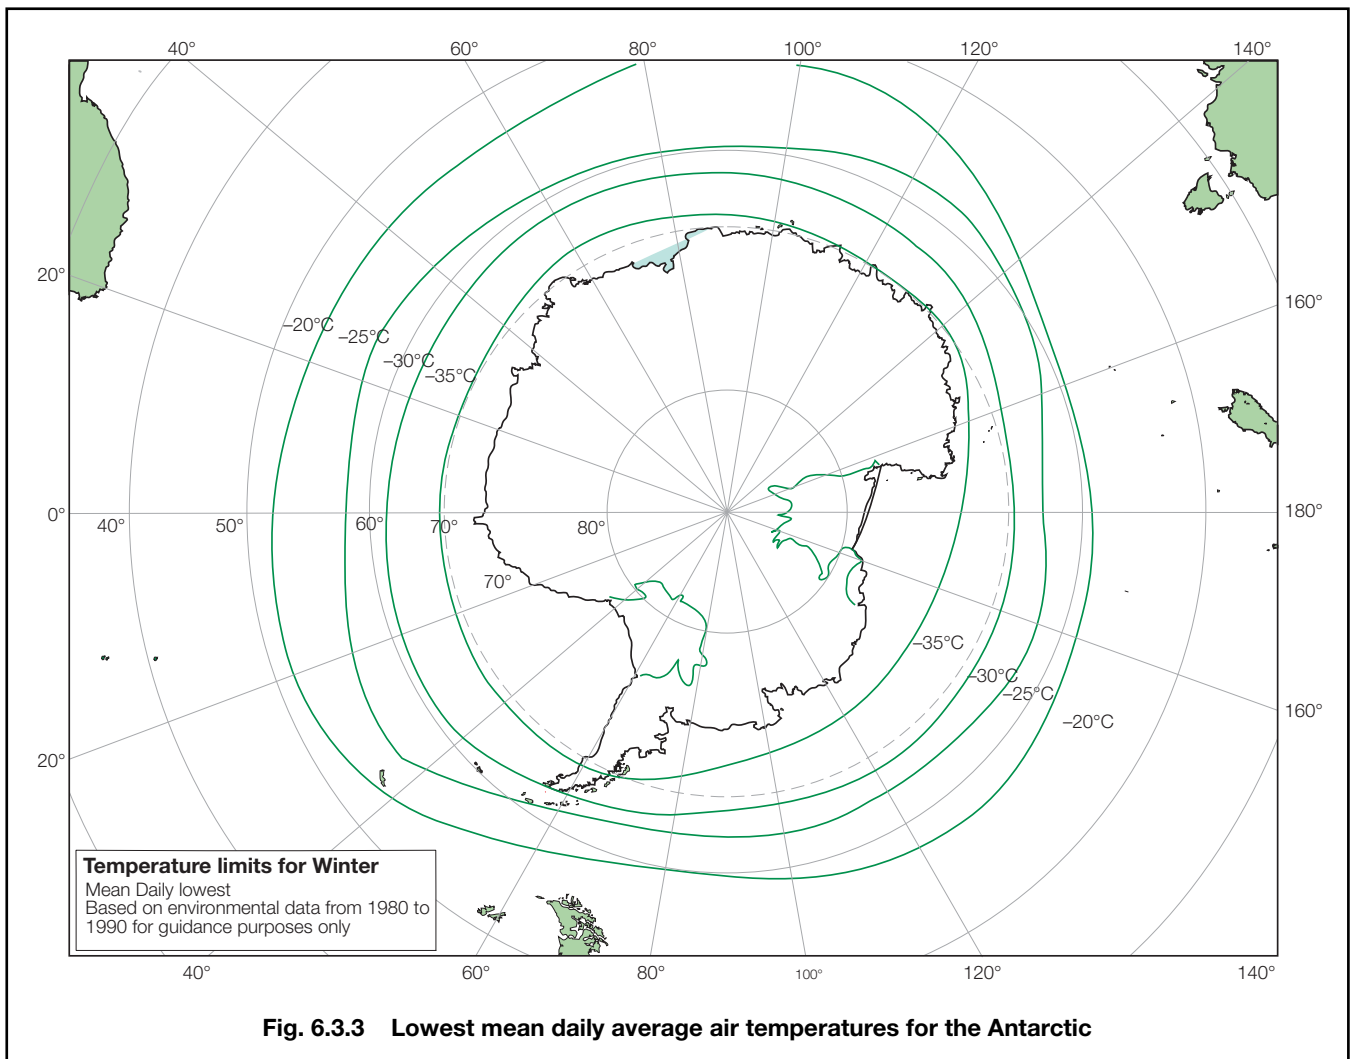 40° 60° 80° 100° 120° 140°
20°
160°
–20°C
–25°C
–30°C
–35°C
0° 40° 50° 60° 70° 80° 180°
70°
–35°C
–30°C
–25°C
–20°C
160°
20°
Temperature limits for Winter
Mean Daily lowest
Based on environmental data from 1980 to
1990 for guidance purposes only
40° 60° 80° 100° 120° 140°
Fig. 6.3.3 Lowest mean daily average air temperatures for the Antarctic